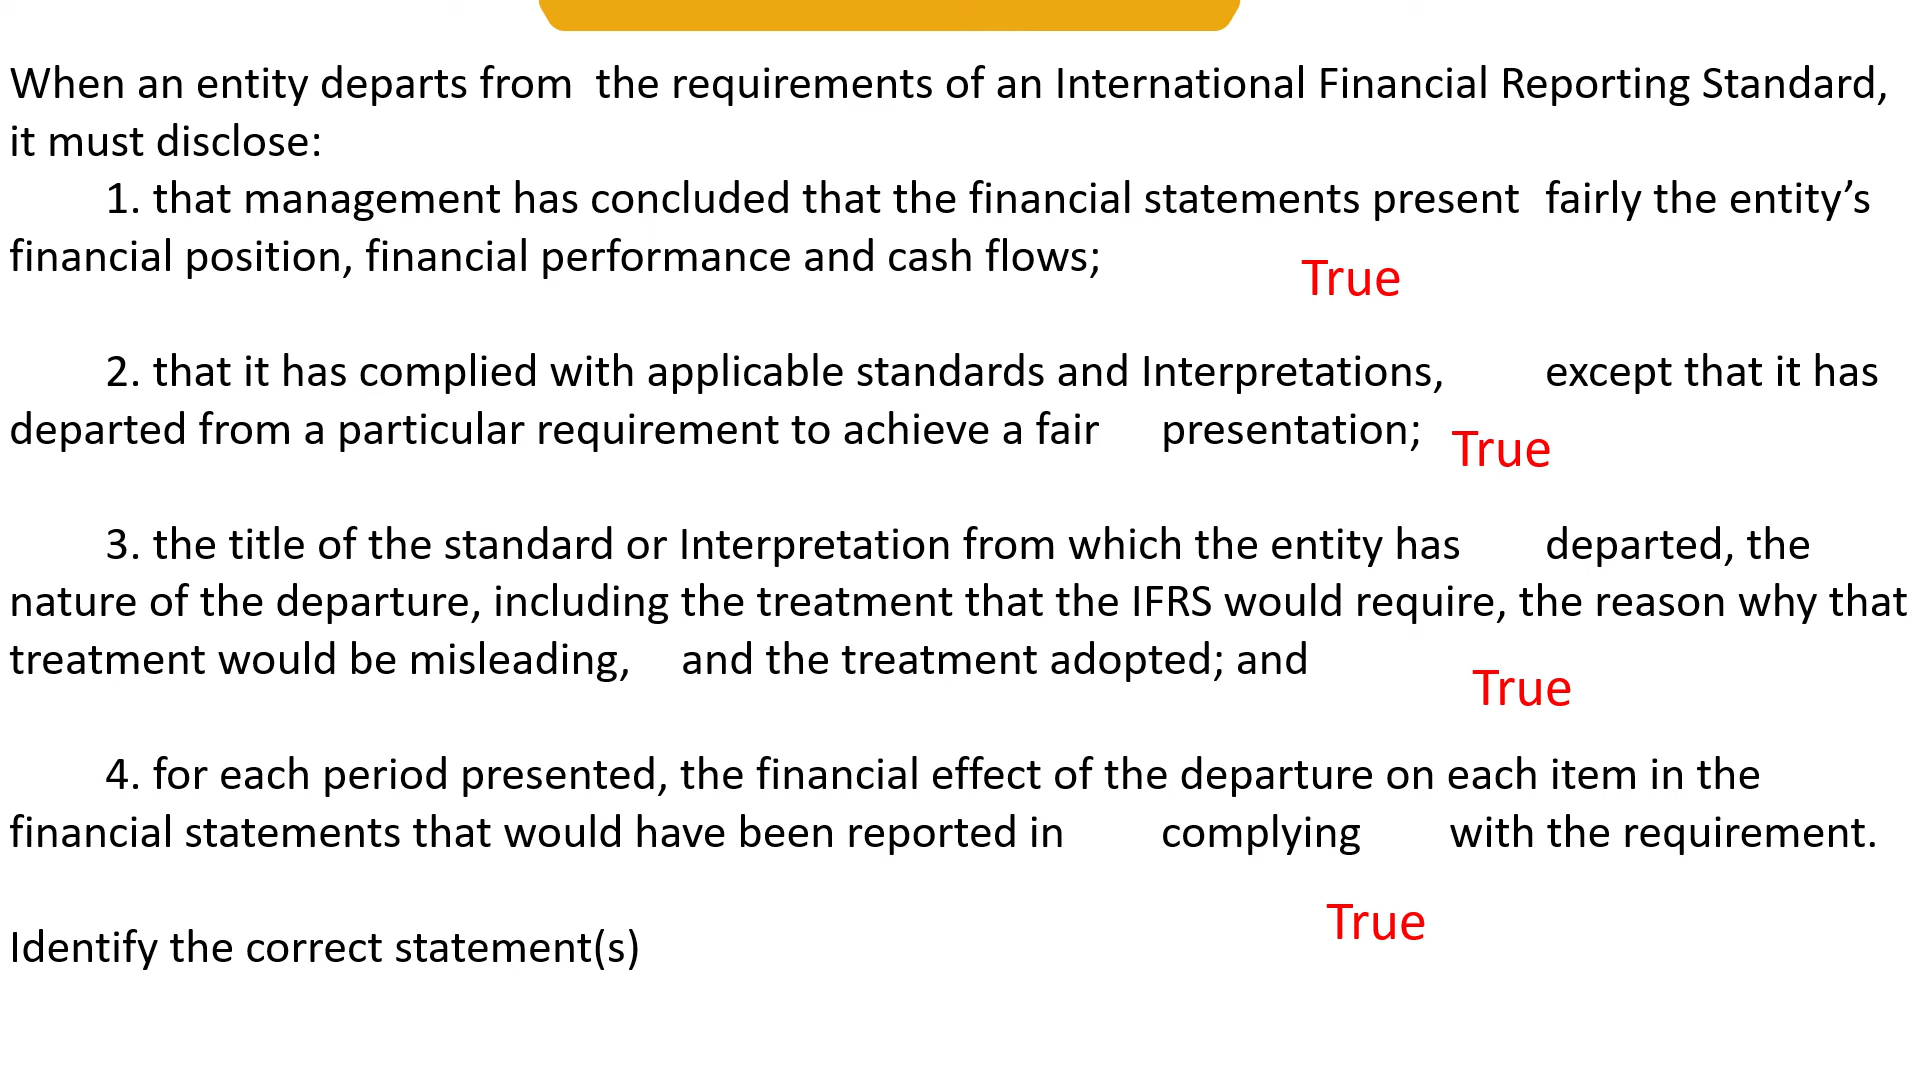 When an entity departs from the requirements of an International Financial Reporting Standard,
it must disclose:
1. that management has concluded that the financial statements present fairly the entity’s
financial position, financial performance and cash flows;
True
2. that it has complied with applicable standards and Interpretations, except that it has
departed from a particular requirement to achieve a fair presentation;
True
3. the title of the standard or Interpretation from which the entity has departed, the
nature of the departure, including the treatment that the IFRS would require, the reason why that
treatment would be misleading, and the treatment adopted; and
True
4. for each period presented, the financial effect of the departure on each item in the
financial statements that would have been reported in complying with the requirement.
True
Identify the correct statement(s)